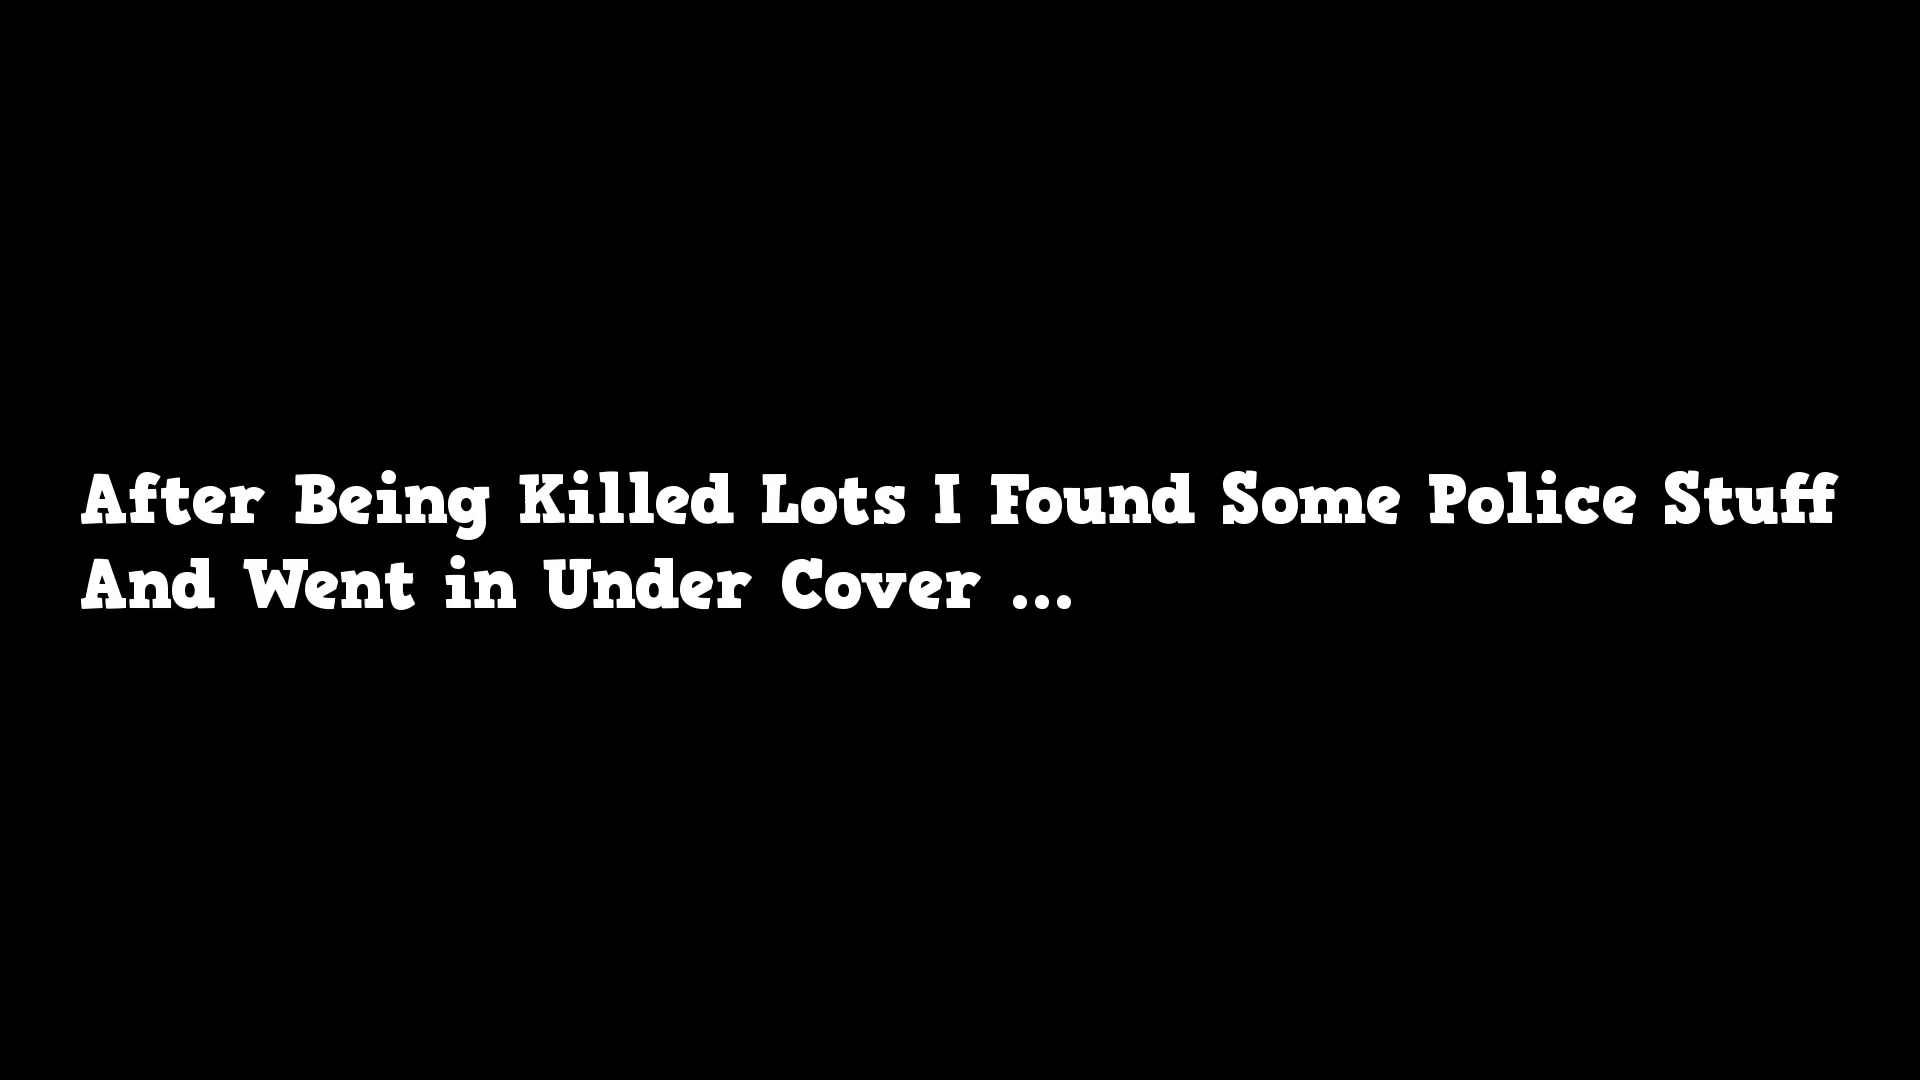 After Being Killed Lots I Found Some Police Stuff
And Went in Under Cover ...